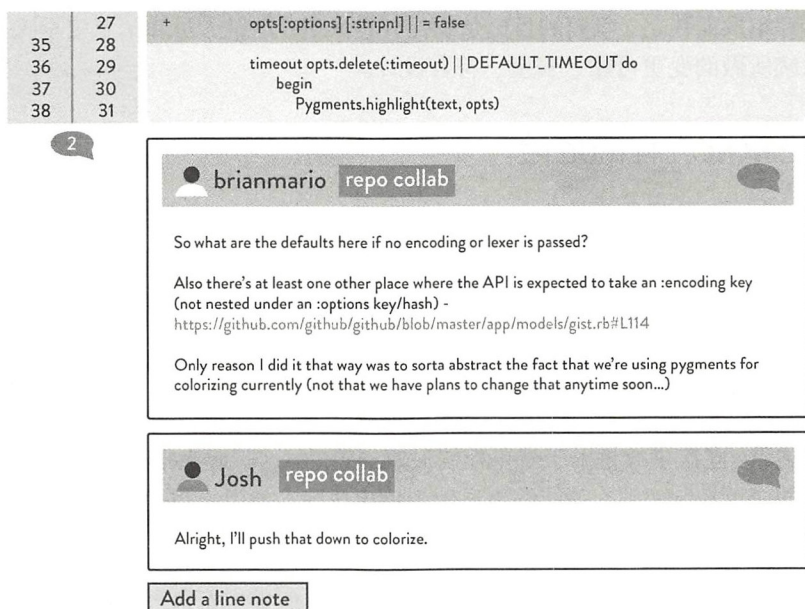 27 + opts[:options] [:stripnl] || = false
35 28
36 29 timeout opts.delete(:timeout) || DEFAULT_TIMEOUT do
37 30 begin
38 31 Pygments.highlight(text, opts)
2
brianmario repo collab
So what are the defaults here if no encoding or lexer is passed?
Also there's at least one other place where the API is expected to take an :encoding key
(not nested under an :options key/hash) -
https://github.com/github/github/blob/master/app/models/gist.rb#L114
Only reason I did it that way was to sorta abstract the fact that we're using pygments for
colorizing currently (not that we have plans to change that anytime soon...)
Josh repo collab
Alright, I'll push that down to colorize.
Add a line note